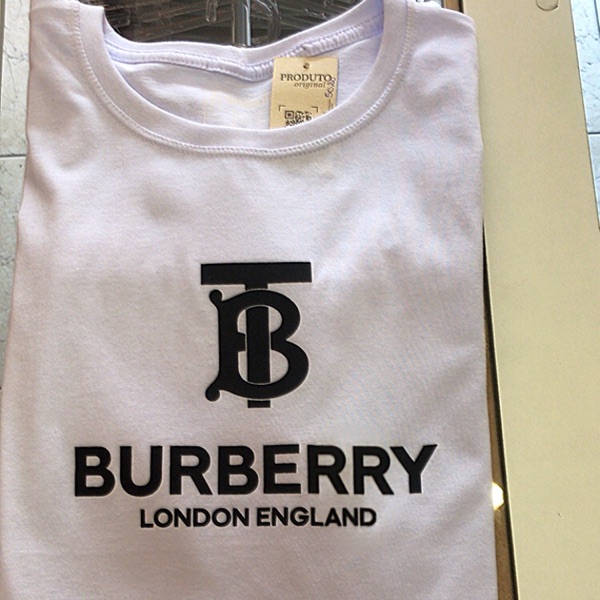 PRODUTO
original
TB
BURBERRY
LONDON ENGLAND